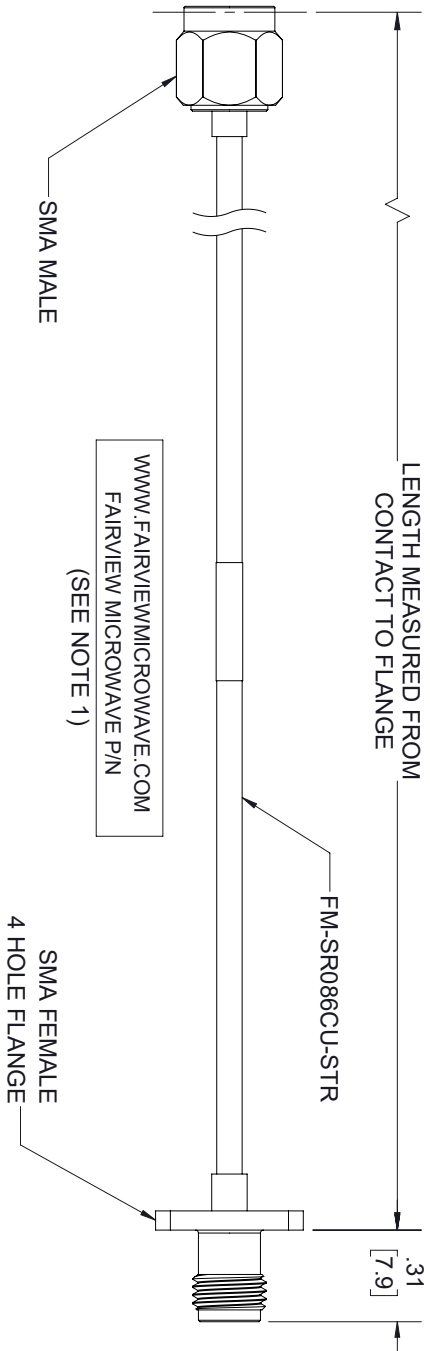 LENGTH MEASURED FROM
CONTACT TO FLANGE
.31
[7.9]
FM-SR086CU-STR
SMA MALE
WWW.FAIRVIEWMICROWAVE.COM
FAIRVIEW MICROWAVE P/N
(SEE NOTE 1)
SMA FEMALE
4 HOLE FLANGE